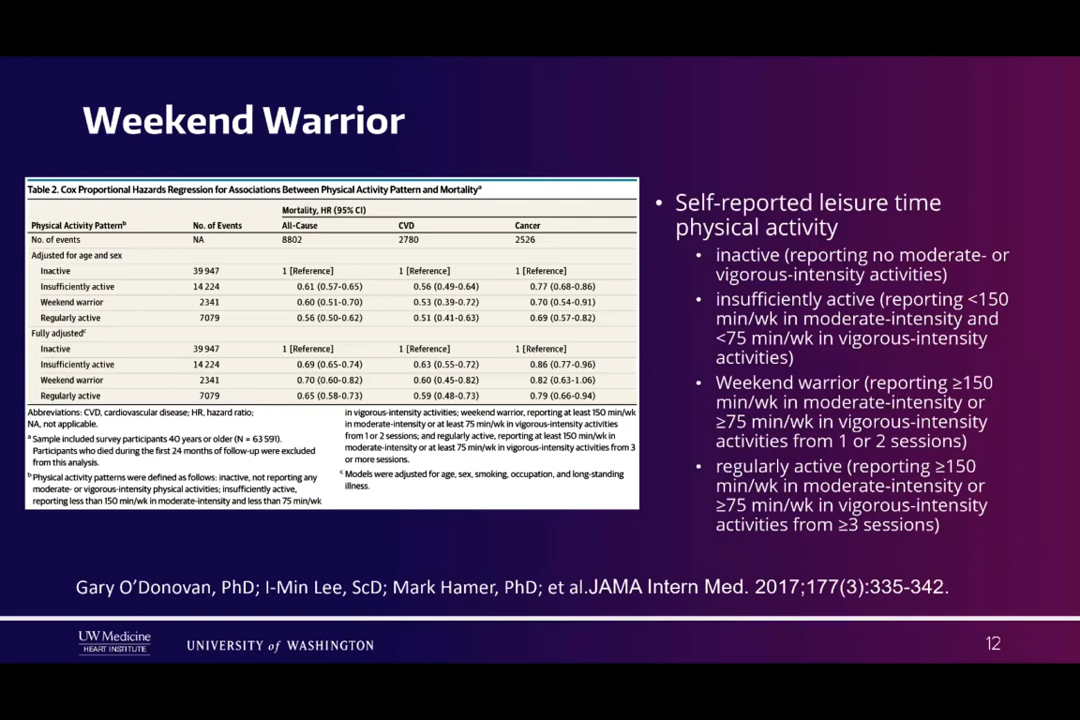 Weekend Warrior
Table 2. Cox Proportional Hazards Regression for Associations Between Physical Activity Pattern and Mortalityᵃ
Mortality, HR (95% CI)
Physical Activity Patternᵇ No. of Events All-Cause CVD Cancer
No. of events NA 8802 2780 2526
Adjusted for age and sex
Inactive 39 947 1 [Reference] 1 [Reference] 1 [Reference]
Insufficiently active 14 224 0.61 (0.57-0.65) 0.56 (0.49-0.64) 0.77 (0.68-0.86)
Weekend warrior 2341 0.60 (0.51-0.70) 0.53 (0.39-0.72) 0.70 (0.54-0.91)
Regularly active 7079 0.56 (0.50-0.62) 0.51 (0.41-0.63) 0.69 (0.57-0.82)
Fully adjustedᶜ
Inactive 39 947 1 [Reference] 1 [Reference] 1 [Reference]
Insufficiently active 14 224 0.69 (0.65-0.74) 0.63 (0.55-0.72) 0.86 (0.77-0.96)
Weekend warrior 2341 0.70 (0.60-0.82) 0.60 (0.45-0.82) 0.82 (0.63-1.06)
Regularly active 7079 0.65 (0.58-0.73) 0.59 (0.48-0.73) 0.79 (0.66-0.94)
Abbreviations: CVD, cardiovascular disease; HR, hazard ratio;
NA, not applicable.
ᵃ Sample included survey participants 40 years or older (N = 63 591).
Participants who died during the first 24 months of follow-up were excluded
from this analysis.
ᵇ Physical activity patterns were defined as follows: inactive, not reporting any
moderate- or vigorous-intensity physical activities; insufficiently active,
reporting less than 150 min/wk in moderate-intensity and less than 75 min/wk
in vigorous-intensity activities; weekend warrior, reporting at least 150 min/wk
in moderate-intensity or at least 75 min/wk in vigorous-intensity activities
from 1 or 2 sessions; and regularly active, reporting at least 150 min/wk in
moderate-intensity or at least 75 min/wk in vigorous-intensity activities from 3
or more sessions.
ᶜ Models were adjusted for age, sex, smoking, occupation, and long-standing
illness.
• Self-reported leisure time
physical activity
• inactive (reporting no moderate- or
vigorous-intensity activities)
• insufficiently active (reporting <150
min/wk in moderate-intensity and
<75 min/wk in vigorous-intensity
activities)
• Weekend warrior (reporting ≥150
min/wk in moderate-intensity or
≥75 min/wk in vigorous-intensity
activities from 1 or 2 sessions)
• regularly active (reporting ≥150
min/wk in moderate-intensity or
≥75 min/wk in vigorous-intensity
activities from ≥3 sessions)
Gary O’Donovan, PhD; I-Min Lee, ScD; Mark Hamer, PhD; et al.JAMA Intern Med. 2017;177(3):335-342.
UW Medicine
HEART INSTITUTE
UNIVERSITY of WASHINGTON
12